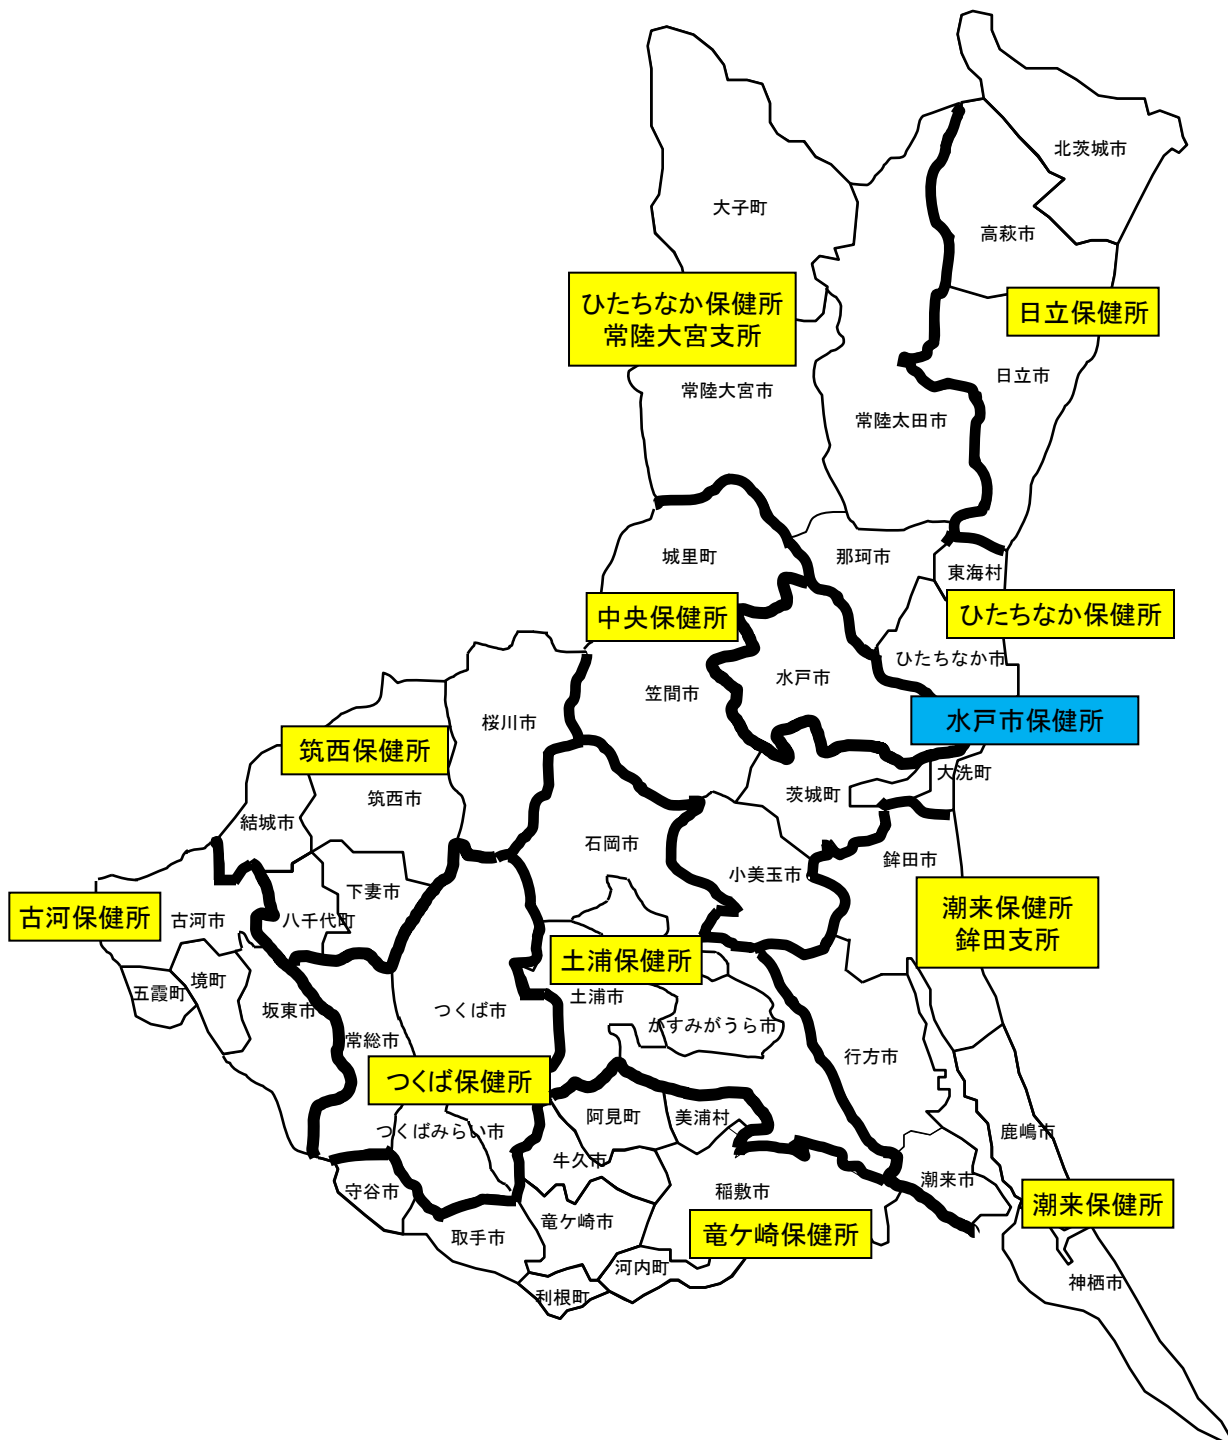 北茨城市
大子町
高萩市
ひたちなか保健所
常陸大宮支所
日立保健所
日立市
常陸大宮市
常陸太田市
城里町
那珂市
東海村
中央保健所
ひたちなか保健所
ひたちなか市
水戸市
笠間市
水戸市保健所
桜川市
筑西保健所
大洗町
茨城町
筑西市
結城市
石岡市
鉾田市
小美玉市
下妻市
潮来保健所
鉾田支所
古河保健所
古河市
八千代町
土浦保健所
境町
五霞町
土浦市
坂東市
つくば市
かすみがうら市
常総市
行方市
つくば保健所
阿見町
美浦村
つくばみらい市
鹿嶋市
牛久市
潮来市
守谷市
稲敷市
潮来保健所
竜ケ崎市
取手市
竜ケ崎保健所
河内町
神栖市
利根町